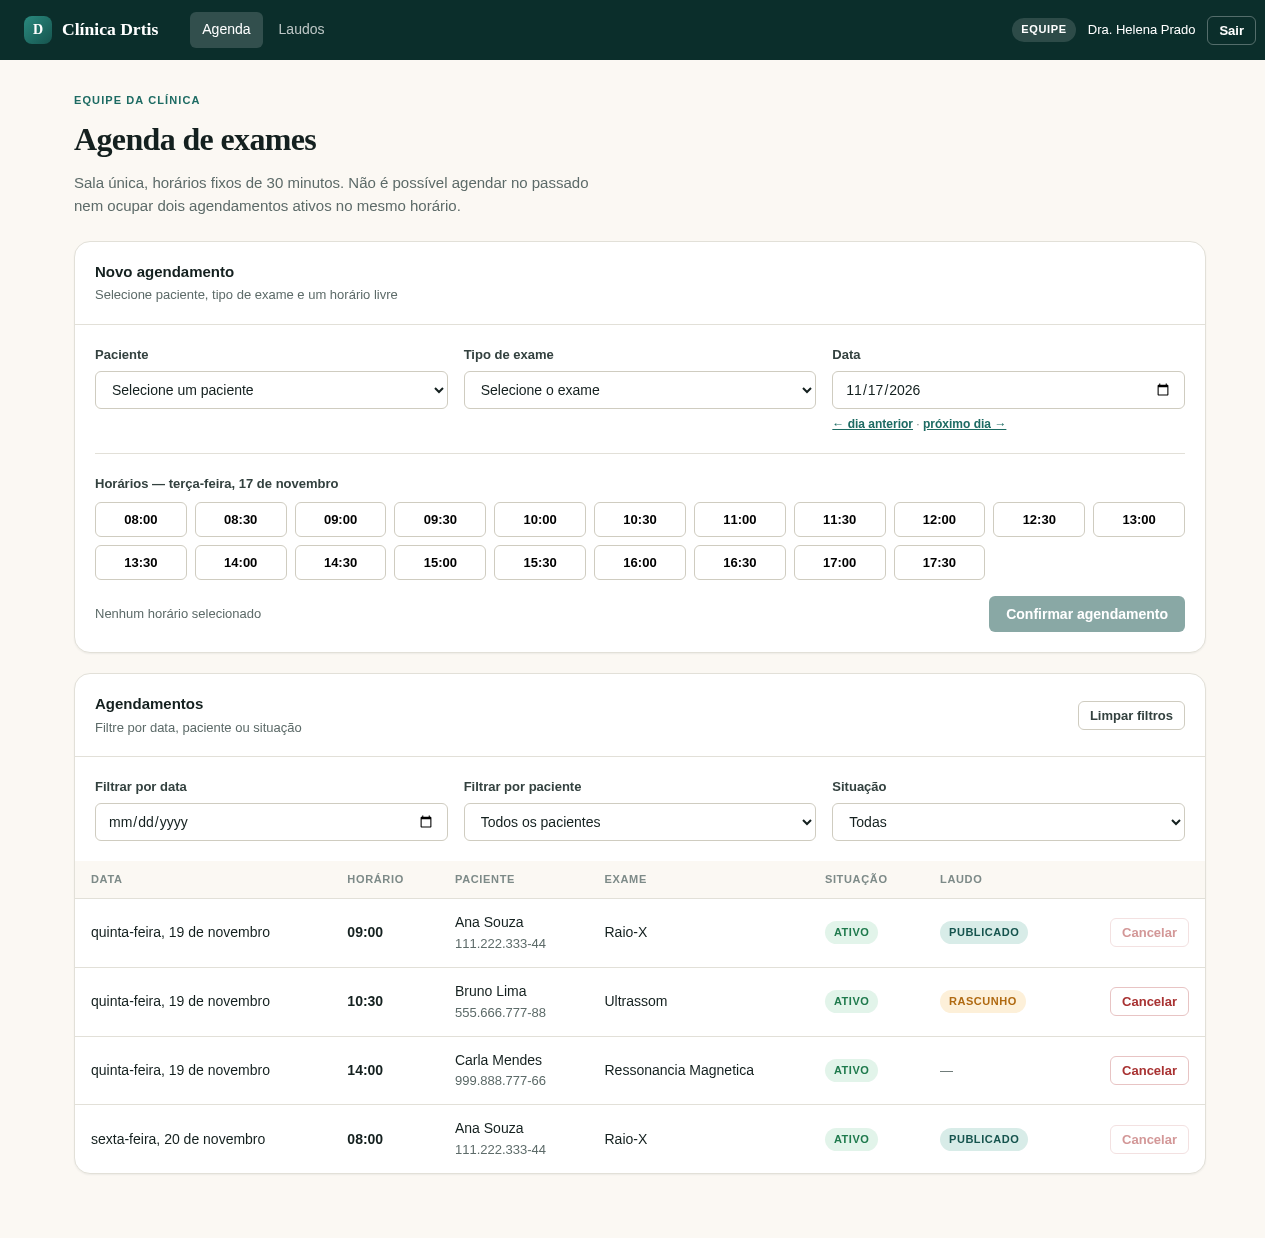 D Clínica Drtis Agenda Laudos EQUIPE Dra. Helena Prado Sair
EQUIPE DA CLÍNICA
Agenda de exames
Sala única, horários fixos de 30 minutos. Não é possível agendar no passado
nem ocupar dois agendamentos ativos no mesmo horário.
Novo agendamento
Selecione paciente, tipo de exame e um horário livre
Paciente Tipo de exame Data
Selecione um paciente Selecione o exame 11/17/2026
← dia anterior · próximo dia →
Horários — terça-feira, 17 de novembro
08:00 08:30 09:00 09:30 10:00 10:30 11:00 11:30 12:00 12:30 13:00
13:30 14:00 14:30 15:00 15:30 16:00 16:30 17:00 17:30
Nenhum horário selecionado Confirmar agendamento
Agendamentos
Filtre por data, paciente ou situação Limpar filtros
Filtrar por data Filtrar por paciente Situação
mm/dd/yyyy Todos os pacientes Todas
DATA HORÁRIO PACIENTE EXAME SITUAÇÃO LAUDO
quinta-feira, 19 de novembro 09:00 Ana Souza Raio-X ATIVO PUBLICADO Cancelar
111.222.333-44
quinta-feira, 19 de novembro 10:30 Bruno Lima Ultrassom ATIVO RASCUNHO Cancelar
555.666.777-88
quinta-feira, 19 de novembro 14:00 Carla Mendes Ressonancia Magnetica ATIVO — Cancelar
999.888.777-66
sexta-feira, 20 de novembro 08:00 Ana Souza Raio-X ATIVO PUBLICADO Cancelar
111.222.333-44